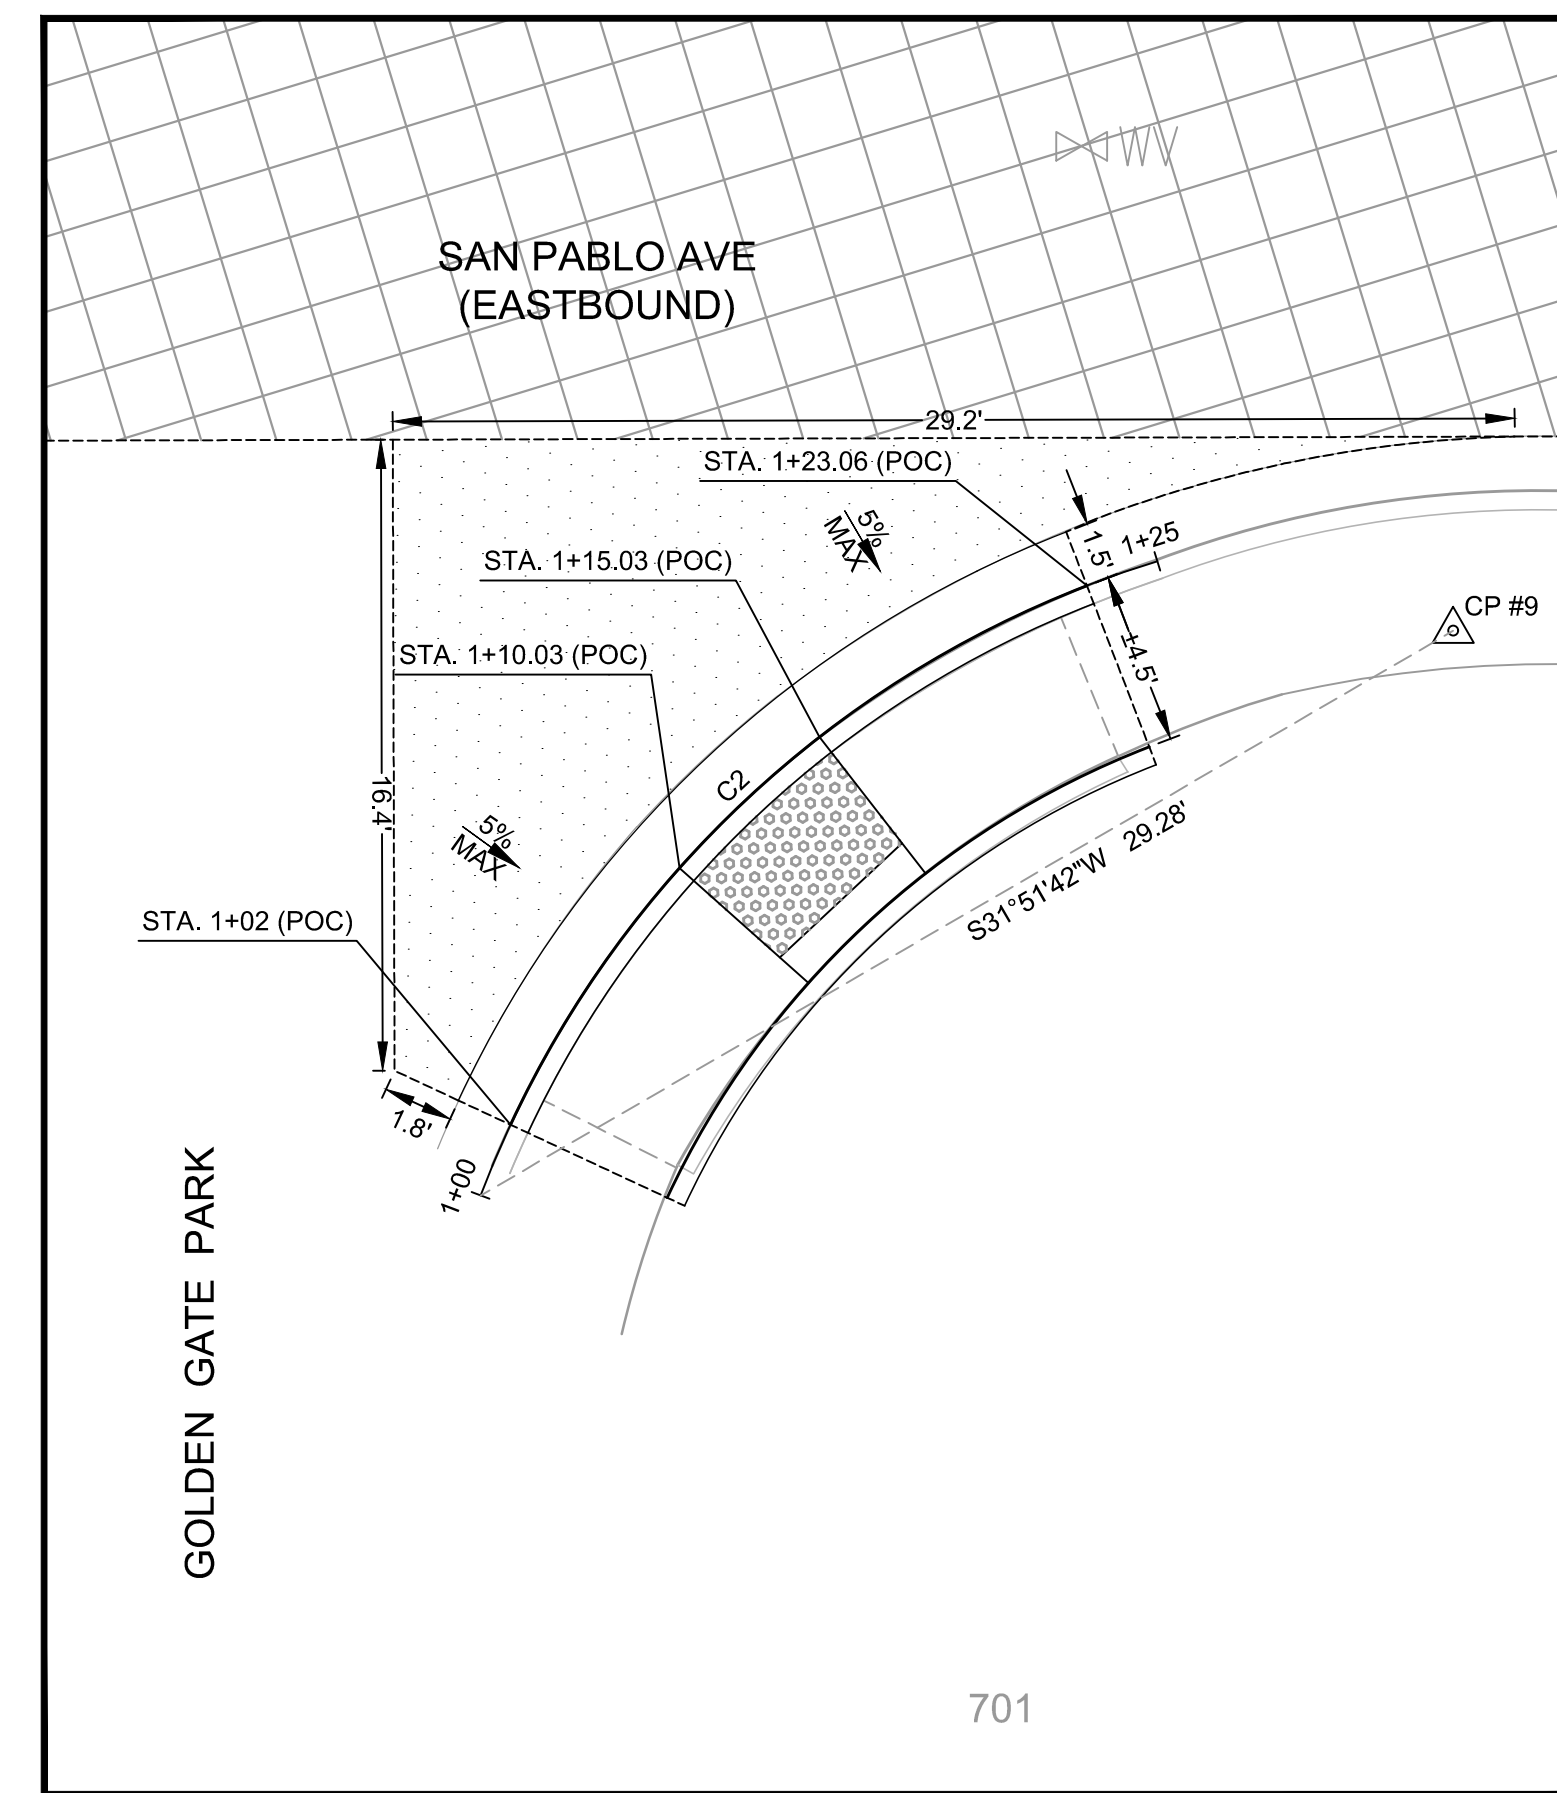 WV
SAN PABLO AVE
(EASTBOUND)
29.2'
STA. 1+23.06 (POC)
5%
MAX
1.5'
1+25
STA. 1+15.03 (POC)
CP #9
±4.5'
STA. 1+10.03 (POC)
C2
16.4'
5%
MAX
S31°51'42"W 29.28'
STA. 1+02 (POC)
1.8'
1+00
GOLDEN GATE PARK
701